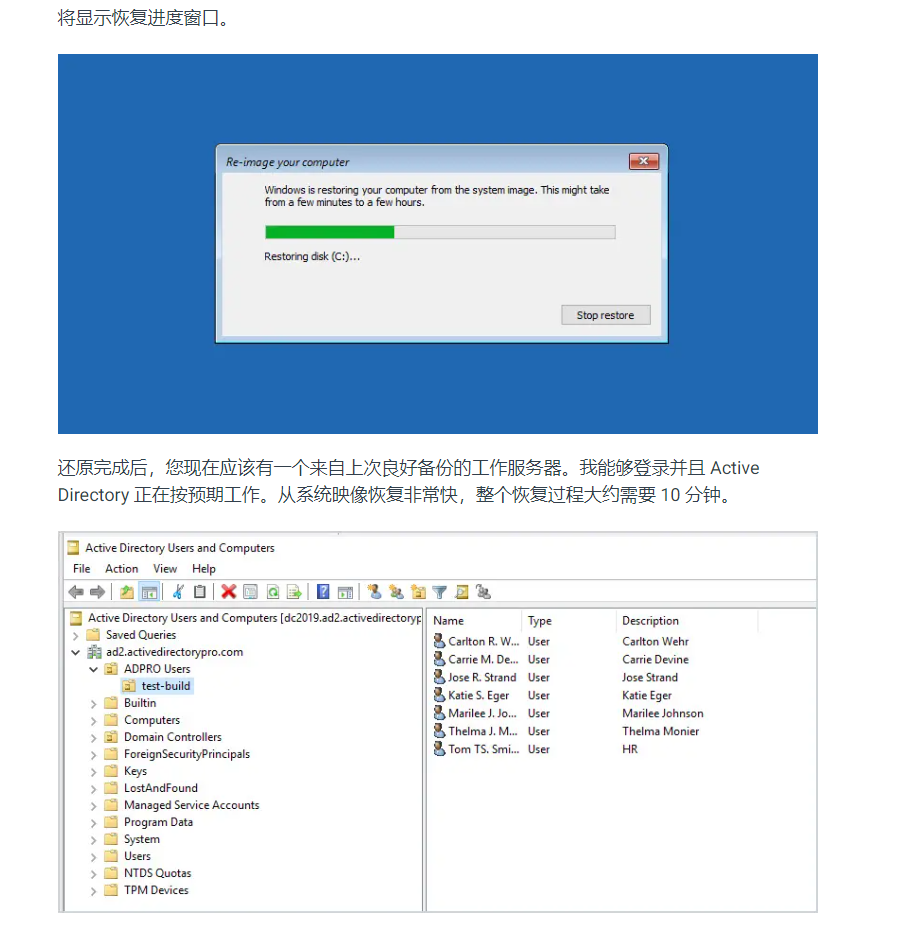 将显示恢复进度窗口。
Re-image your computer
Windows is restoring your computer from the system image. This might take
from a few minutes to a few hours.
Restoring disk (C:)...
Stop restore
还原完成后，您现在应该有一个来自上次良好备份的工作服务器。我能够登录并且 Active
Directory 正在按预期工作。从系统映像恢复非常快，整个恢复过程大约需要 10 分钟。
Active Directory Users and Computers
File Action View Help
Active Directory Users and Computers [dc2019.ad2.activedirectoryp
Saved Queries
ad2.activedirectorypro.com
ADPRO Users
test-build
Builtin
Computers
Domain Controllers
ForeignSecurityPrincipals
Keys
LostAndFound
Managed Service Accounts
Program Data
System
Users
NTDS Quotas
TPM Devices
Name Type Description
Carlton R. W... User Carlton Wehr
Carrie M. De... User Carrie Devine
Jose R. Strand User Jose Strand
Katie S. Eger User Katie Eger
Marilee J. Jo... User Marilee Johnson
Thelma J. M... User Thelma Monier
Tom TS. Smi... User HR